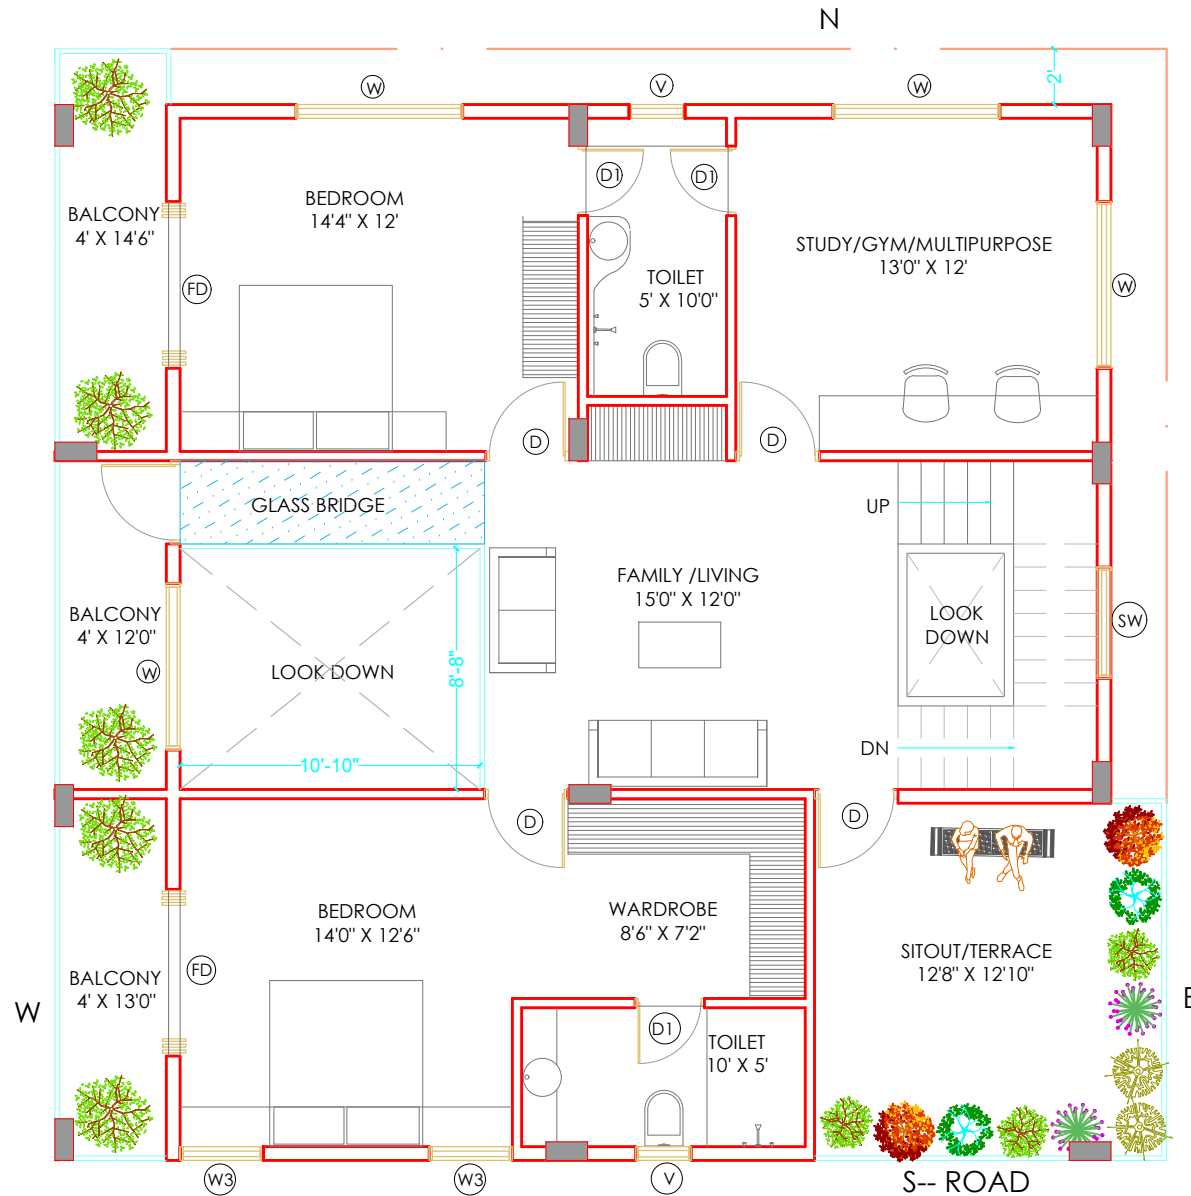 N
W
V
W
2'
D1
D1
BEDROOM
14'4" X 12'
BALCONY
4' X 14'6"
STUDY/GYM/MULTIPURPOSE
13'0" X 12'
TOILET
5' X 10'0"
FD
W
D
D
GLASS BRIDGE
UP
FAMILY /LIVING
15'0" X 12'0"
BALCONY
4' X 12'0"
LOOK
DOWN
SW
W
LOOK DOWN
8'-8"
10'-10"
DN
D
D
BEDROOM
14'0" X 12'6"
WARDROBE
8'6" X 7'2"
SITOUT/TERRACE
12'8" X 12'10"
FD
BALCONY
4' X 13'0"
W
E
D1
TOILET
10' X 5'
W3
W3
V
S-- ROAD